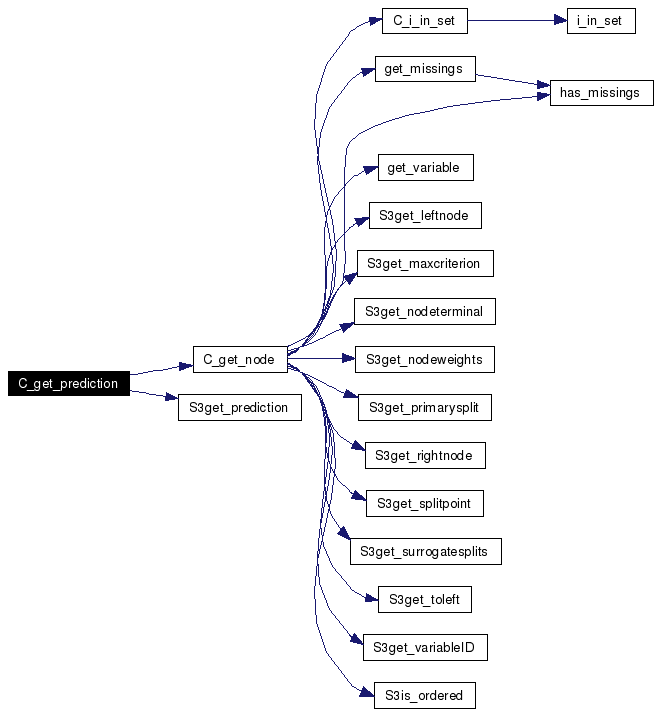 C_i_in_set
i_in_set
get_missings
has_missings
get_variable
S3get_leftnode
S3get_maxcriterion
S3get_nodeterminal
C_get_node
S3get_nodeweights
C_get_prediction
S3get_prediction
S3get_primarysplit
S3get_rightnode
S3get_splitpoint
S3get_surrogatesplits
S3get_toleft
S3get_variableID
S3is_ordered